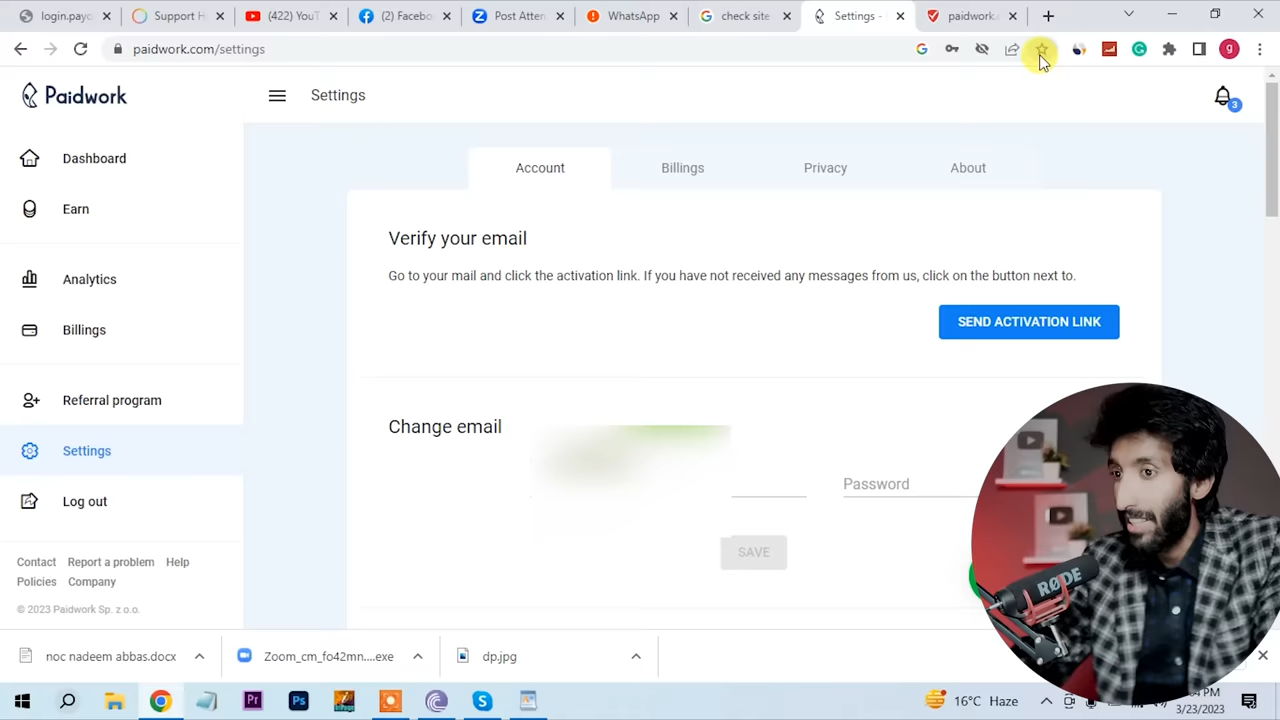 login.payo
Support H
(422) YouT
(2) Facebo
Post Atten
WhatsApp
check site
Settings -
paidwork.
paidwork.com/settings
g
Paidwork
Settings
3
Dashboard
Earn
Analytics
Billings
Referral program
Settings
Log out
Contact Report a problem Help
Policies Company
© 2023 Paidwork Sp. z o.o.
Account Billings Privacy About
Verify your email
Go to your mail and click the activation link. If you have not received any messages from us, click on the button next to.
SEND ACTIVATION LINK
Change email
Password
SAVE
RØDE
noc nadeem abbas.docx
Zoom_cm_fo42mn....exe
dp.jpg
Pr
Ps
16°C Haze
PM
3/23/2023